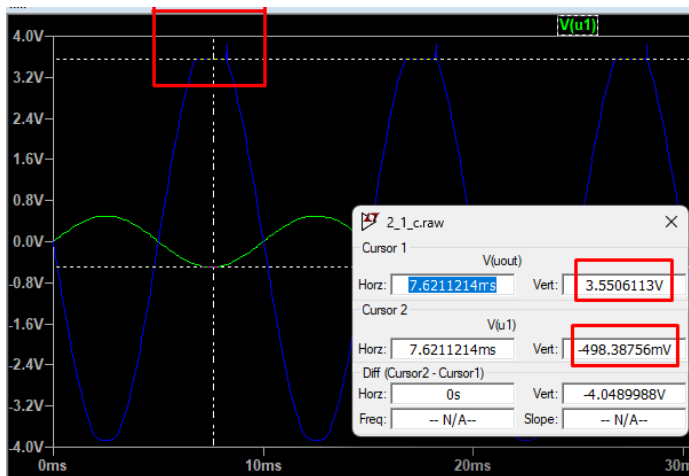 V(u1)
4.0V
3.2V
2.4V
1.6V
0.8V
0.0V
-0.8V
-1.6V
-2.4V
-3.2V
-4.0V
0ms
10ms
20ms
2_1_c.raw
Cursor 1
V(uout)
Horz: 7.6211214ms Vert: 3.5506113V
Cursor 2
V(u1)
Horz: 7.6211214ms Vert: -498.38756mV
Diff (Cursor2 - Cursor1)
Horz: 0s Vert: -4.0489988V
Freq: -- N/A-- Slope: -- N/A--